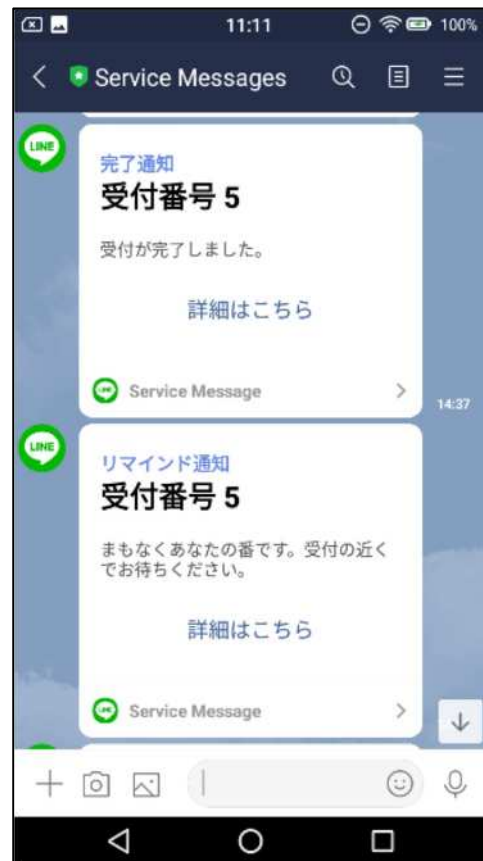 11:11
100%
Service Messages
LINE
完了通知
受付番号 5
受付が完了しました。
詳細はこちら
Service Message
14:37
LINE
リマインド通知
受付番号 5
まもなくあなたの番です。受付の近く
でお待ちください。
詳細はこちら
Service Message